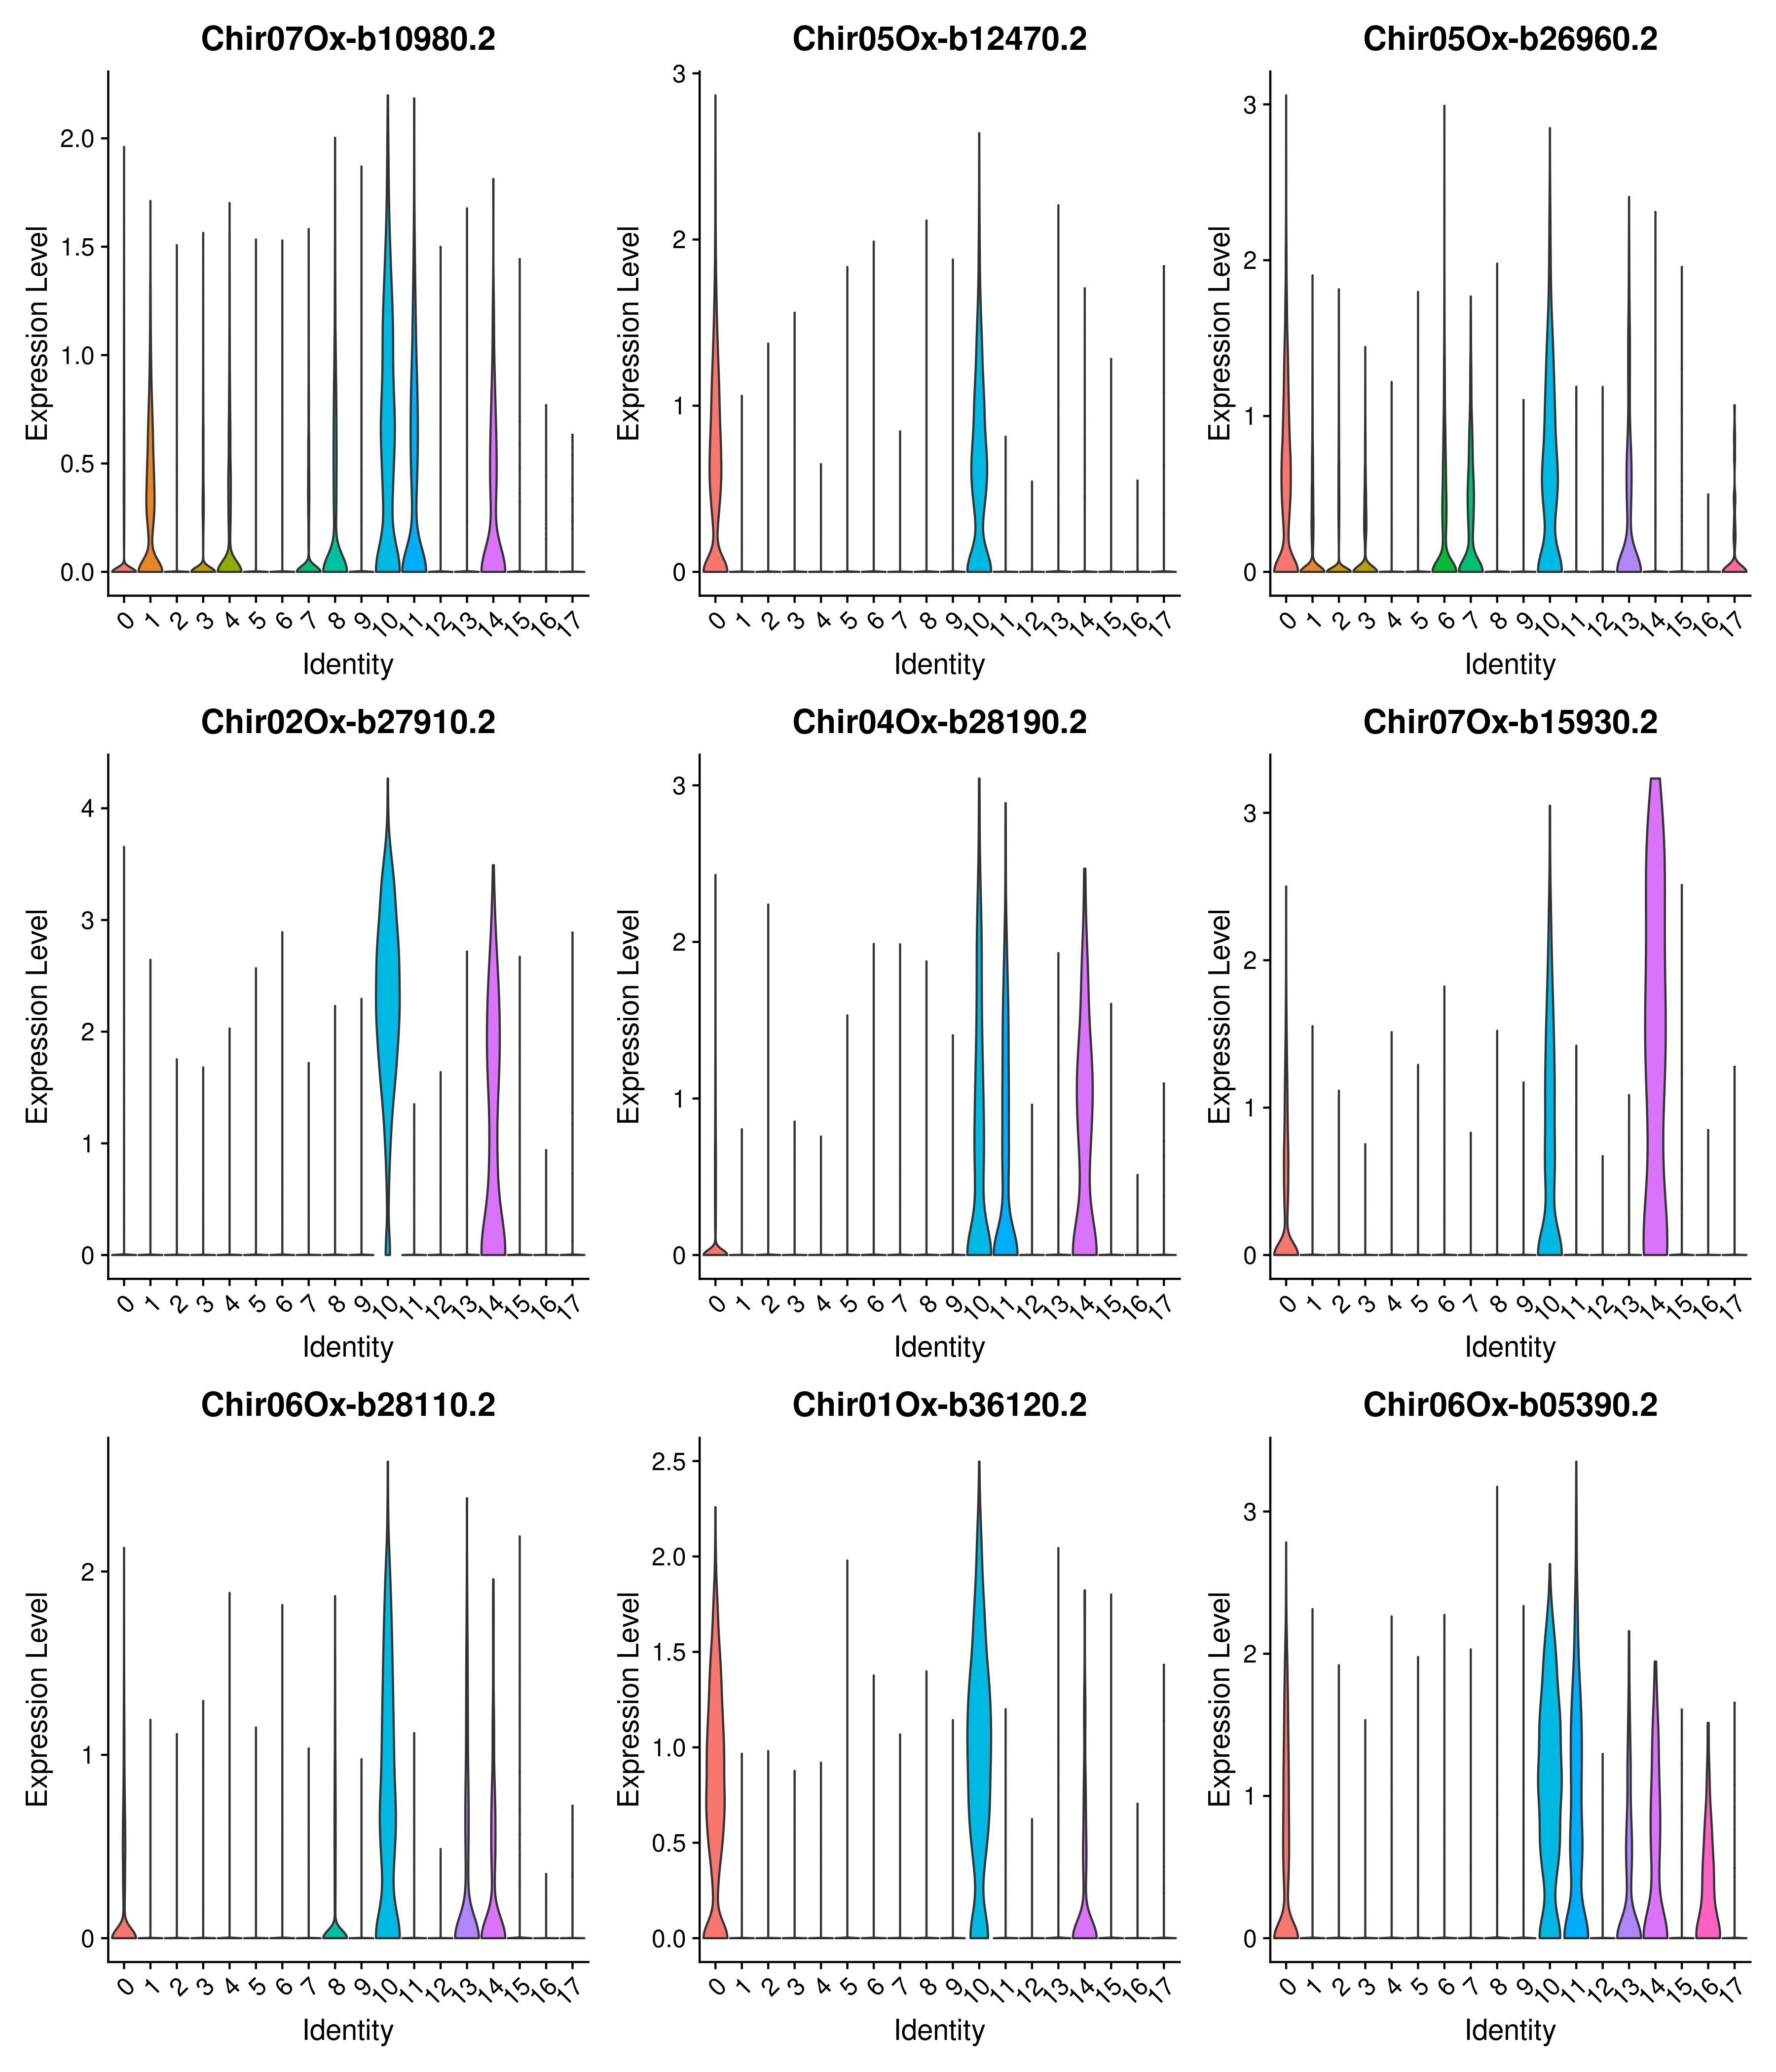 Chir07Ox-b10980.2
Expression Level
2.0
1.5
1.0
0.5
0.0
0 1 2 3 4 5 6 7 8 9 10 11 12 13 14 15 16 17
Identity
Chir05Ox-b12470.2
Expression Level
3
2
1
0
0 1 2 3 4 5 6 7 8 9 10 11 12 13 14 15 16 17
Identity
Chir05Ox-b26960.2
Expression Level
3
2
1
0
0 1 2 3 4 5 6 7 8 9 10 11 12 13 14 15 16 17
Identity
Chir02Ox-b27910.2
Expression Level
4
3
2
1
0
0 1 2 3 4 5 6 7 8 9 10 11 12 13 14 15 16 17
Identity
Chir04Ox-b28190.2
Expression Level
3
2
1
0
0 1 2 3 4 5 6 7 8 9 10 11 12 13 14 15 16 17
Identity
Chir07Ox-b15930.2
Expression Level
3
2
1
0
0 1 2 3 4 5 6 7 8 9 10 11 12 13 14 15 16 17
Identity
Chir06Ox-b28110.2
Expression Level
2
1
0
0 1 2 3 4 5 6 7 8 9 10 11 12 13 14 15 16 17
Identity
Chir01Ox-b36120.2
Expression Level
2.5
2.0
1.5
1.0
0.5
0.0
0 1 2 3 4 5 6 7 8 9 10 11 12 13 14 15 16 17
Identity
Chir06Ox-b05390.2
Expression Level
3
2
1
0
0 1 2 3 4 5 6 7 8 9 10 11 12 13 14 15 16 17
Identity